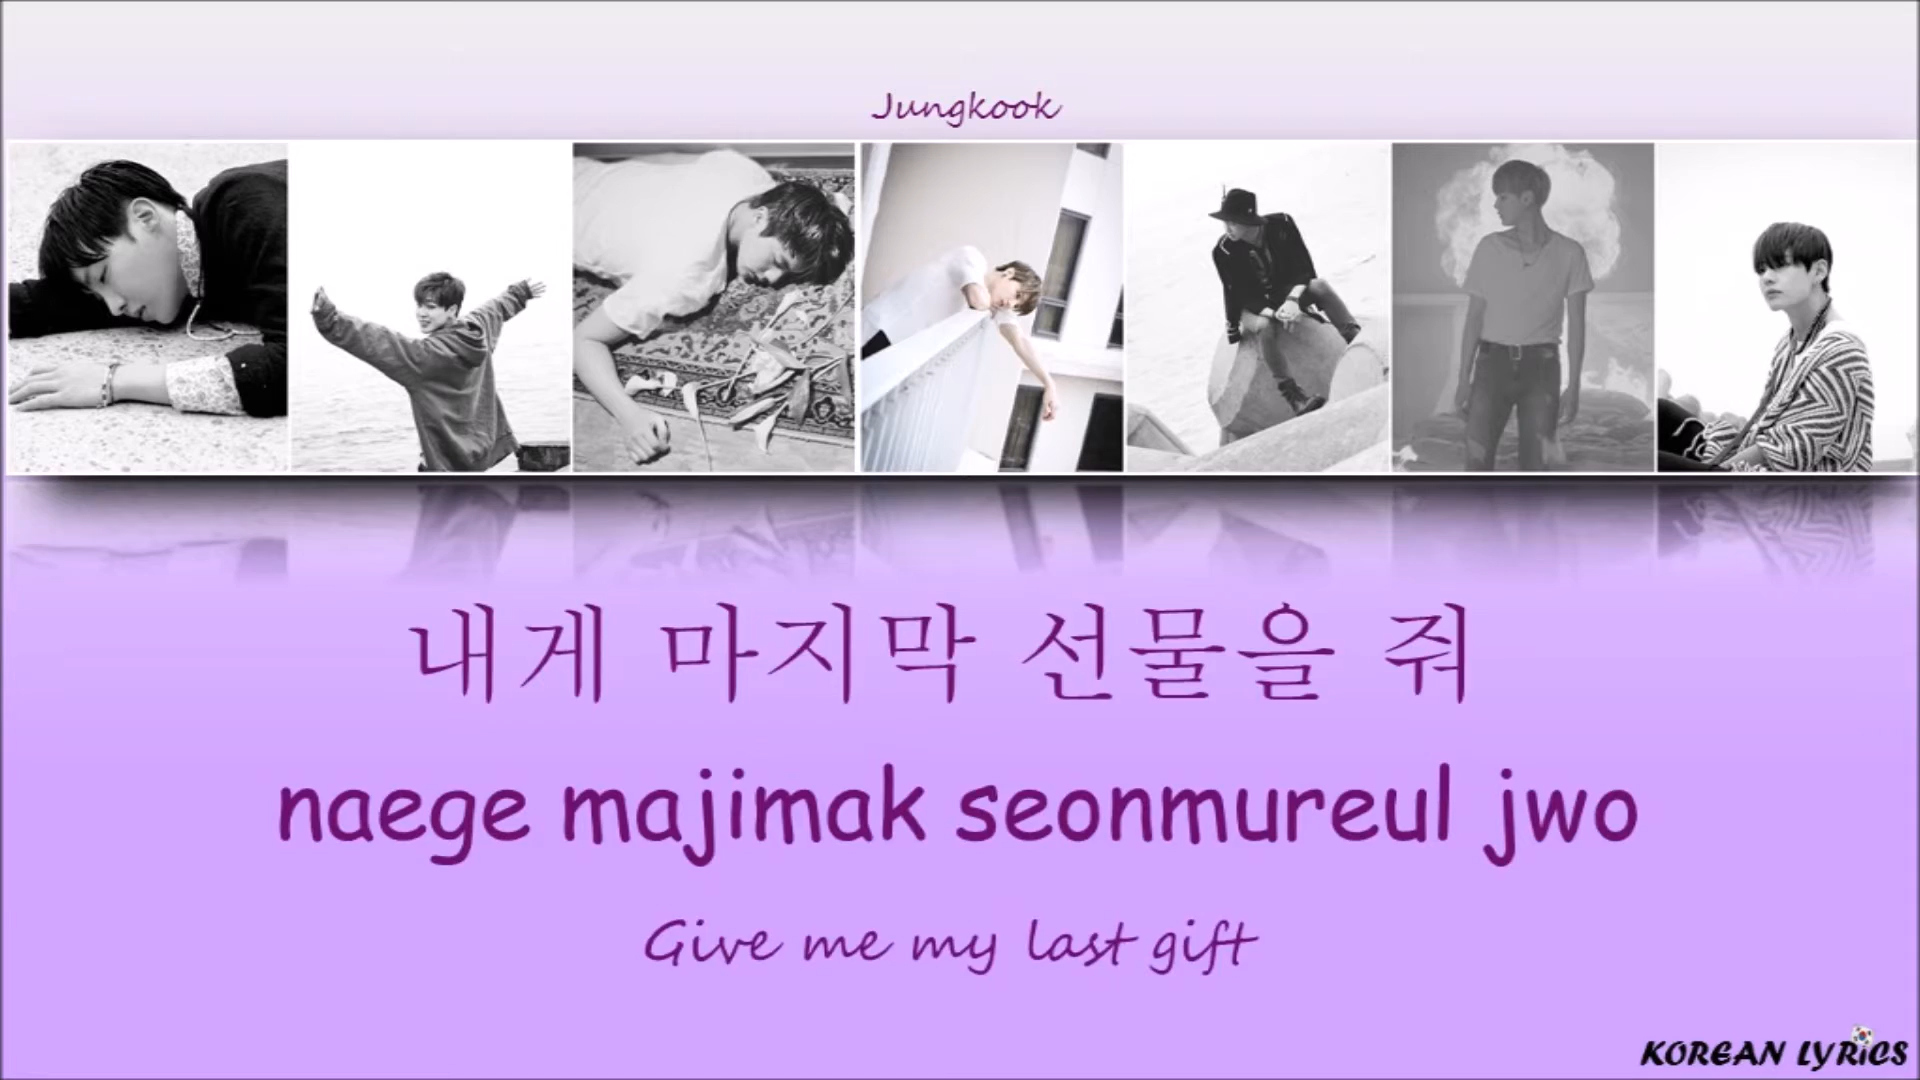 Jungkook
내게 마지막 선물을 줘
naege majimak seonmureul jwo
Give me my last gift
KOREAN LYRICS